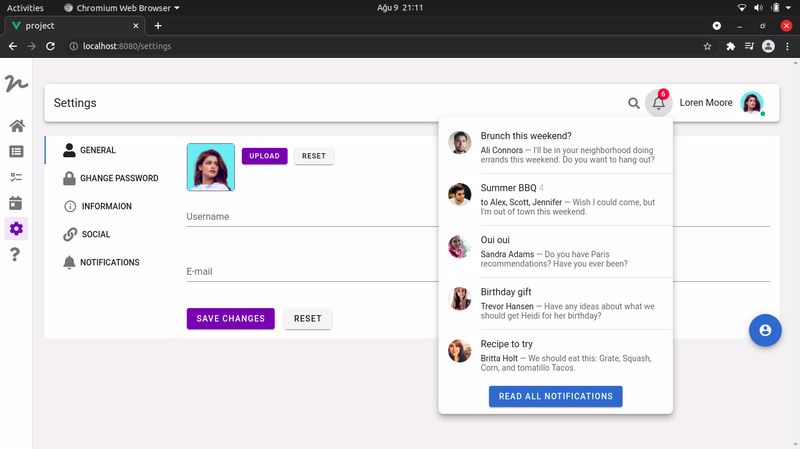 Activities
Chromium Web Browser
Ağu 9 21:11
project
localhost:8080/settings
Settings
6
Loren Moore
GENERAL
GHANGE PASSWORD
INFORMAION
SOCIAL
NOTIFICATIONS
UPLOAD
RESET
Username
E-mail
SAVE CHANGES
RESET
Brunch this weekend?
Ali Connors — I'll be in your neighborhood doing
errands this weekend. Do you want to hang out?
Summer BBQ 4
to Alex, Scott, Jennifer — Wish I could come, but
I'm out of town this weekend.
Oui oui
Sandra Adams — Do you have Paris
recommendations? Have you ever been?
Birthday gift
Trevor Hansen — Have any ideas about what we
should get Heidi for her birthday?
Recipe to try
Britta Holt — We should eat this: Grate, Squash,
Corn, and tomatillo Tacos.
READ ALL NOTIFICATIONS